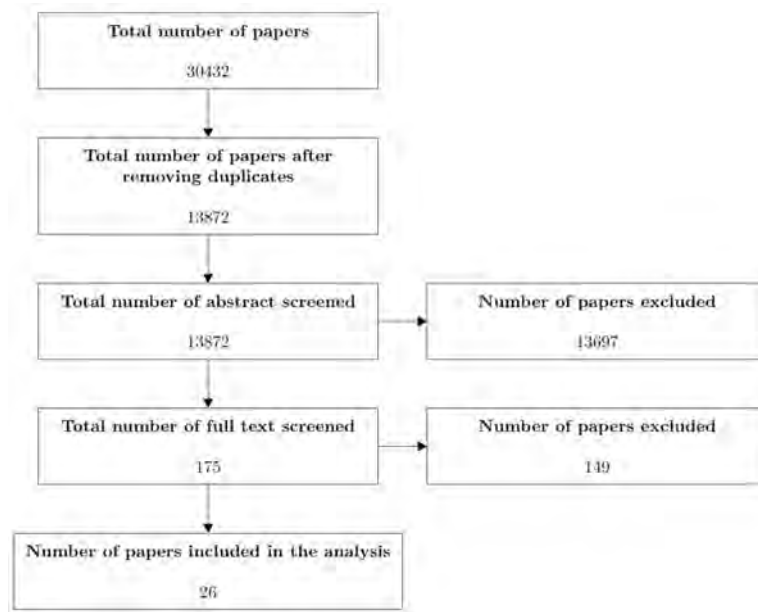 Total number of papers
30432
Total number of papers after
removing duplicates
13872
Total number of abstract screened
13872
Number of papers excluded
13697
Total number of full text screened
175
Number of papers excluded
149
Number of papers included in the analysis
26